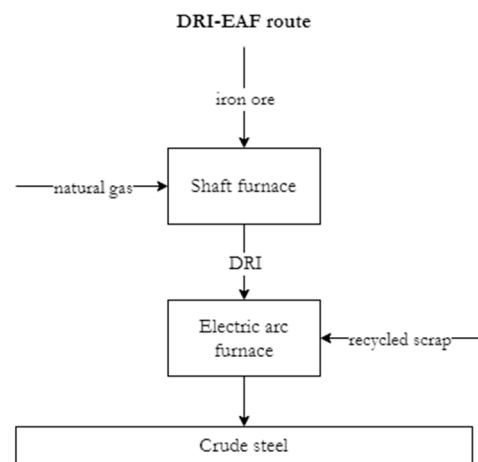 DRI-EAF route
iron ore
natural gas
Shaft furnace
DRI
Electric arc
furnace
recycled scrap
Crude steel